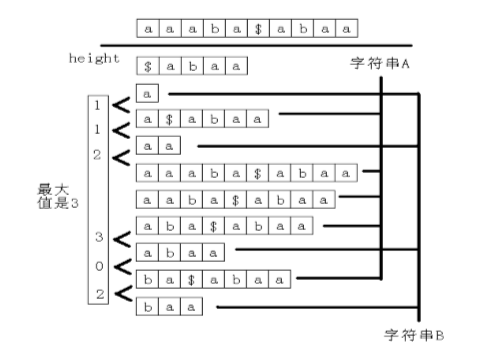 a a a b a $ a b a a
height
字符串A
$ a b a a
a
1
a $ a b a a
1
a a
2
a a a b a $ a b a a
最大
值是3
a a b a $ a b a a
a b a $ a b a a
3
a b a a
0
b a $ a b a a
2
b a a
字符串B